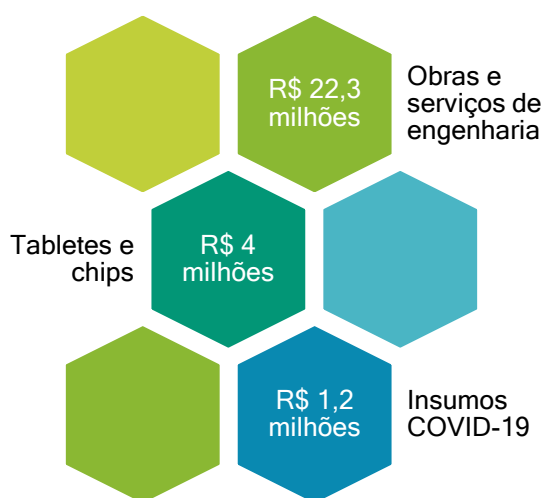 R$ 22,3
milhões
Obras e
serviços de
engenharia
Tabletes e
chips
R$ 4
milhões
R$ 1,2
milhões
Insumos
COVID-19